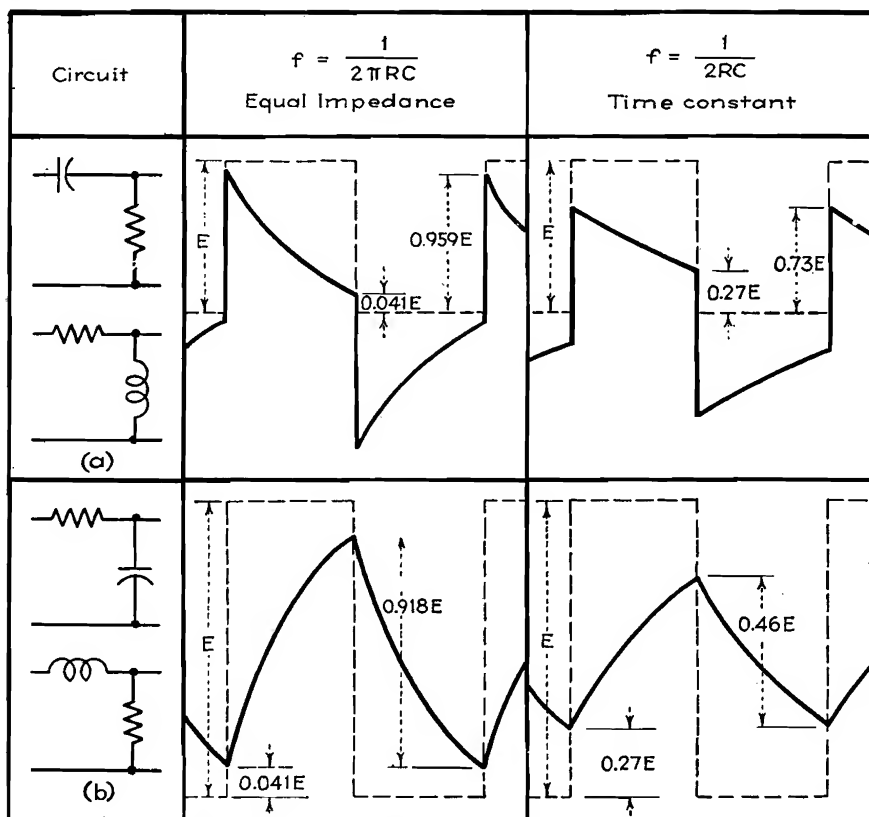 Circuit
f = 1/2πRC
Equal Impedance
f = 1/2RC
Time constant
E
0.959E
0.041E
E
0.73E
0.27E
(a)
E
0.918E
0.041E
E
0.46E
0.27E
(b)